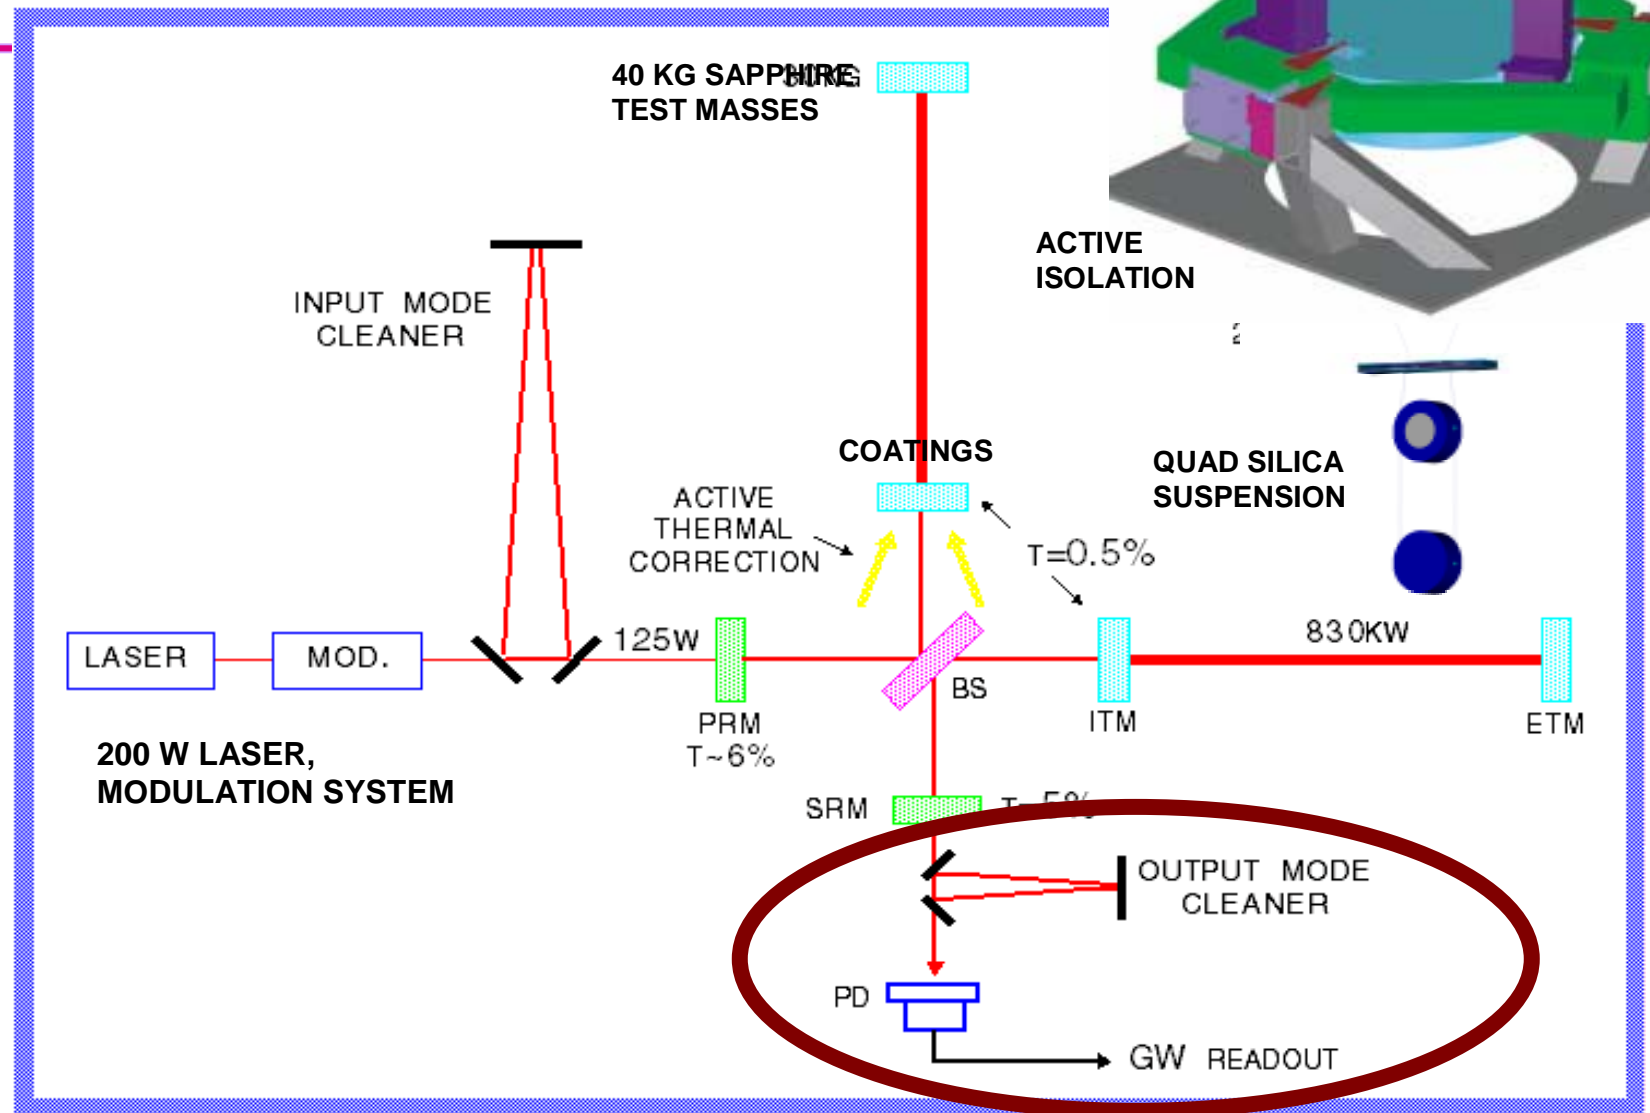 40 KG SAPPHIRE
TEST MASSES
ACTIVE
ISOLATION
INPUT MODE
CLEANER
COATINGS
QUAD SILICA
SUSPENSION
ACTIVE
THERMAL
CORRECTION
T=0.5%
LASER
MOD.
125W
830KW
BS
PRM
T~6%
ITM
ETM
200 W LASER,
MODULATION SYSTEM
SRM
OUTPUT MODE
CLEANER
PD
GW READOUT